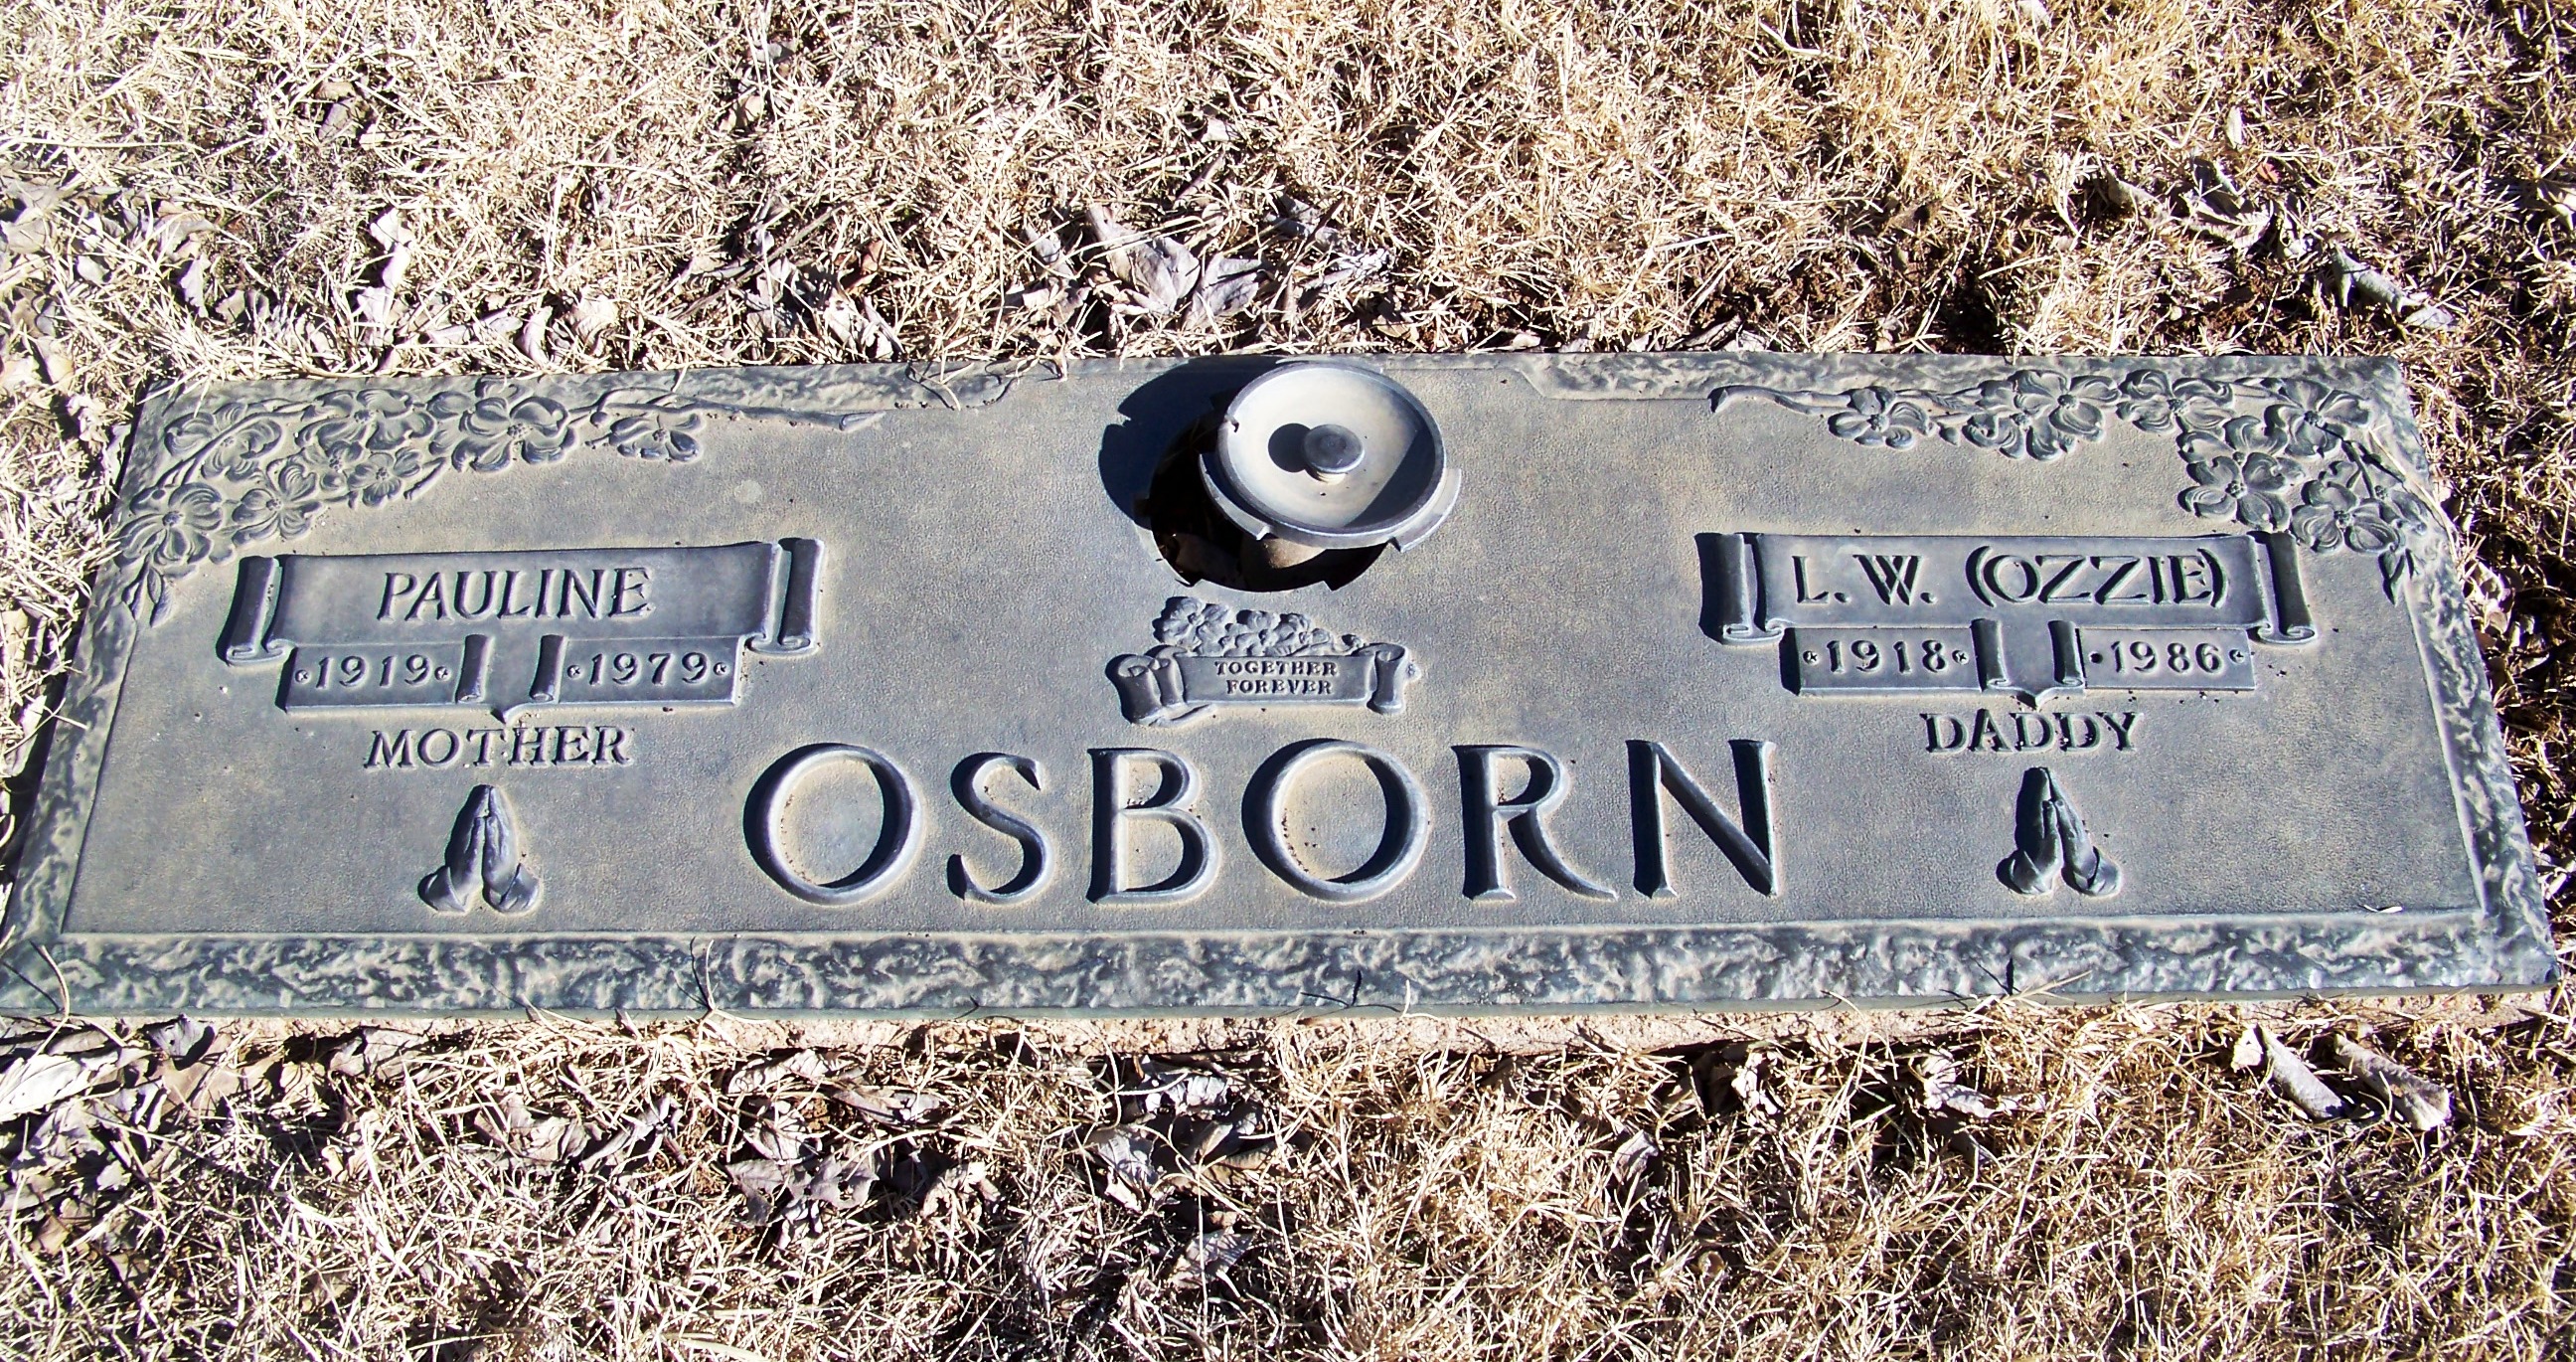 PAULINE
1919 1979
MOTHER
TOGETHER
FOREVER
L. W. (OZZIE)
1918 1986
DADDY
OSBORN